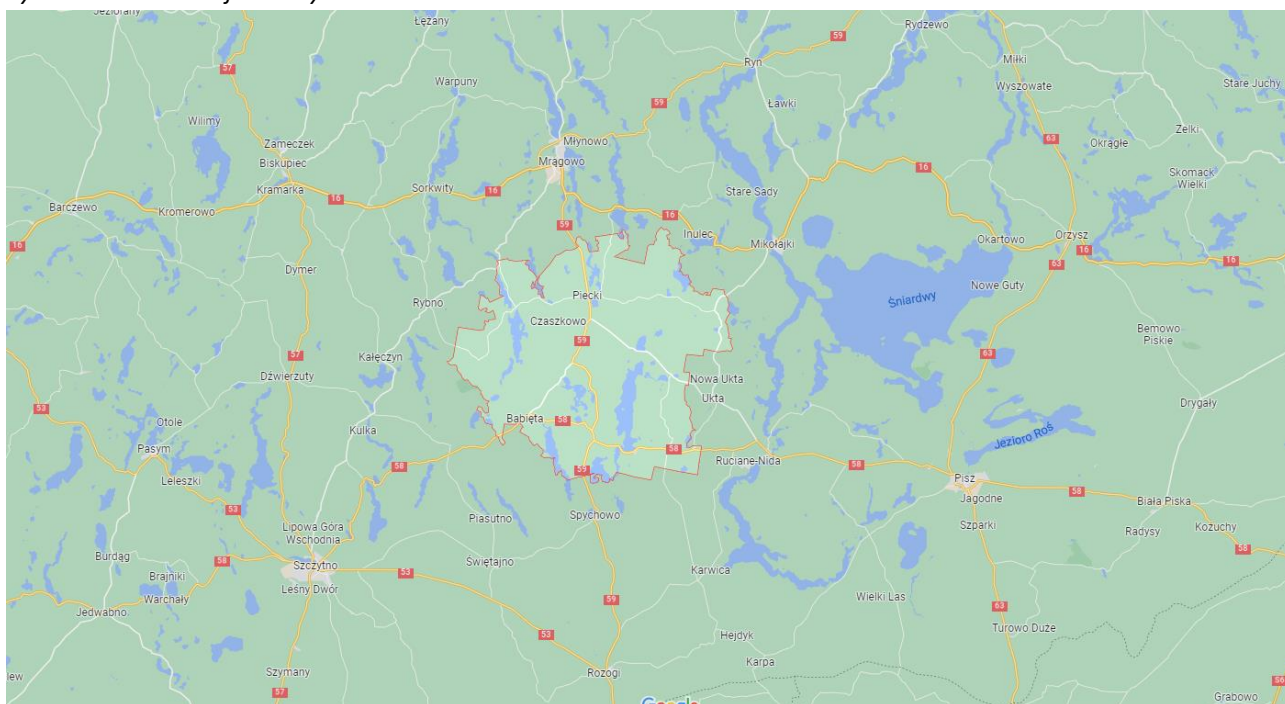 Jeziorany
Łężany
Rydzewo
59
57
Ryn
Miłki
Wyszowate
Stare Juchy
Warpuny
Ławki
59
Wilimy
Zelki
63
Okrągłe
Zameczek
Młynowo
Biskupiec
Mrągowo
Skomack
Wielki
Kramarka
Sorkwity
16
Stare Sady
16
16
Barczewo
Kromerowo
16
59
Inulec
Mikołajki
Okartowo
Orzysz
16
16
16
63
Dymer
Nowe Guty
Piecki
Śniardwy
Rybno
Czaszkowo
Bemowo
Piskie
59
57
Kałęczyn
63
Dźwierzuty
Nowa Ukta
Ukta
53
Drygały
Otole
Babięta
58
Kulka
Jezioro Roś
Pasym
58
Ruciane-Nida
58
58
59
Leleszki
Pisz
58
Jagodne
Biała Piska
53
Piasutno
Spychowo
Lipowa Góra
Wschodnia
Szparki
Radysy
Kożuchy
58
Burdąg
58
Szczytno
Świętajno
Brajniki
53
Karwica
Leśny Dwór
Warchały
Wielki Las
59
Jedwabno
63
Turowo Duże
53
Hejdyk
Karpa
Szymany
Rozogi
57
56
Grabowo
Google